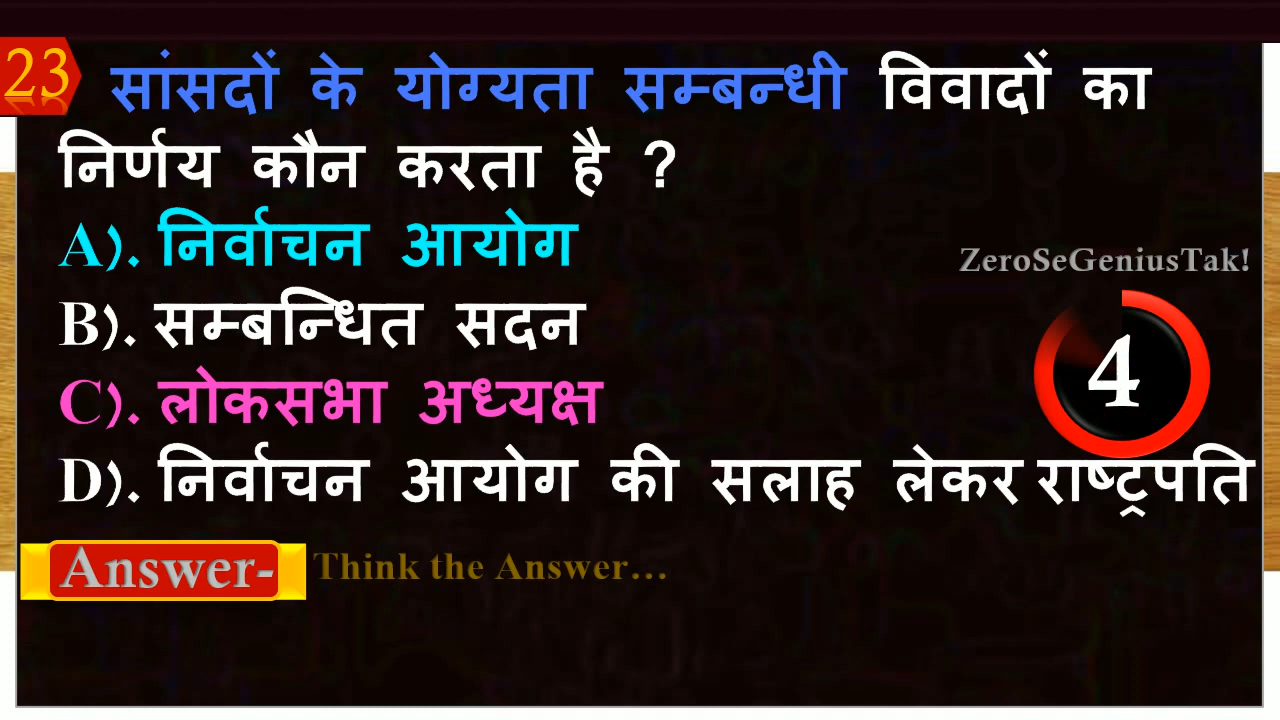 23 सांसदों के योग्यता सम्बन्धी विवादों का
निर्णय कौन करता है ?
A). निर्वाचन आयोग
ZeroSeGeniusTak!
B). सम्बन्धित सदन
4
C). लोकसभा अध्यक्ष
D). निर्वाचन आयोग की सलाह लेकर राष्ट्रपति
Answer- Think the Answer...